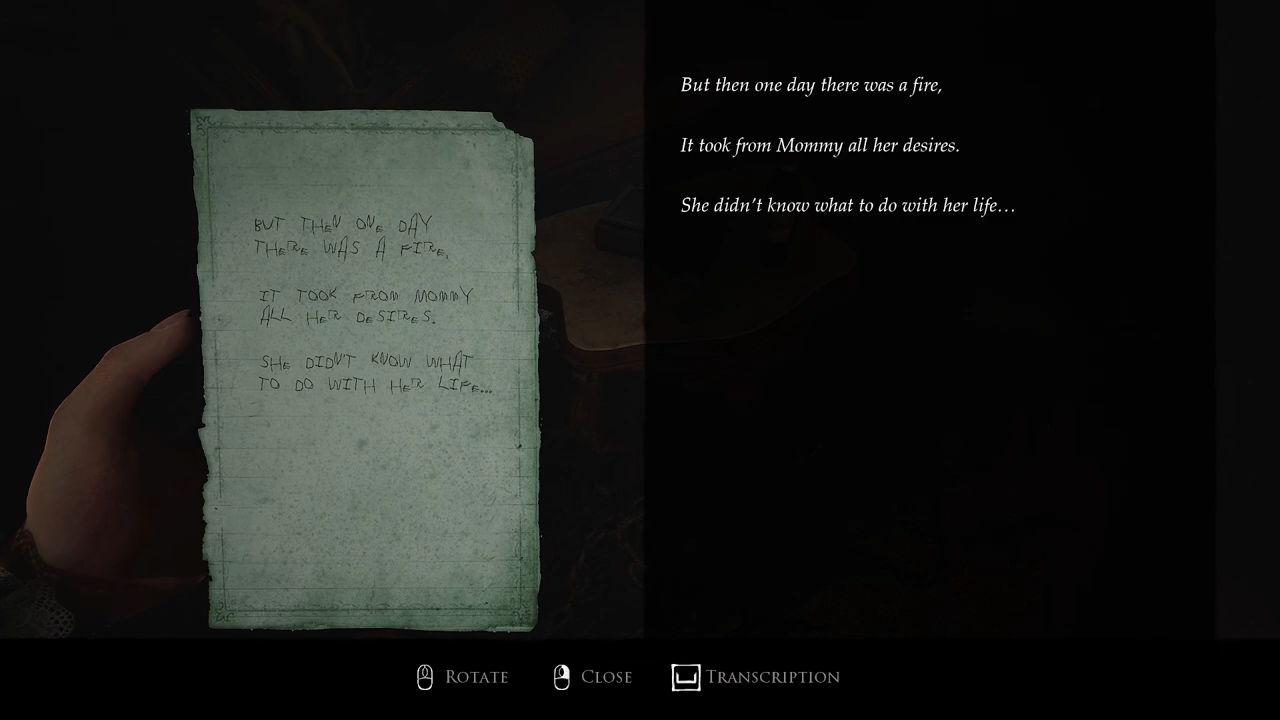 BUT THEN ONE DAY
THERE WAS A FIRE,
IT TOOK FROM MOMMY
ALL HER DESIRES.
SHE DIDN'T KNOW WHAT
TO DO WITH HER LIFE...
But then one day there was a fire,
It took from Mommy all her desires.
She didn't know what to do with her life...
Rotate Close Transcription